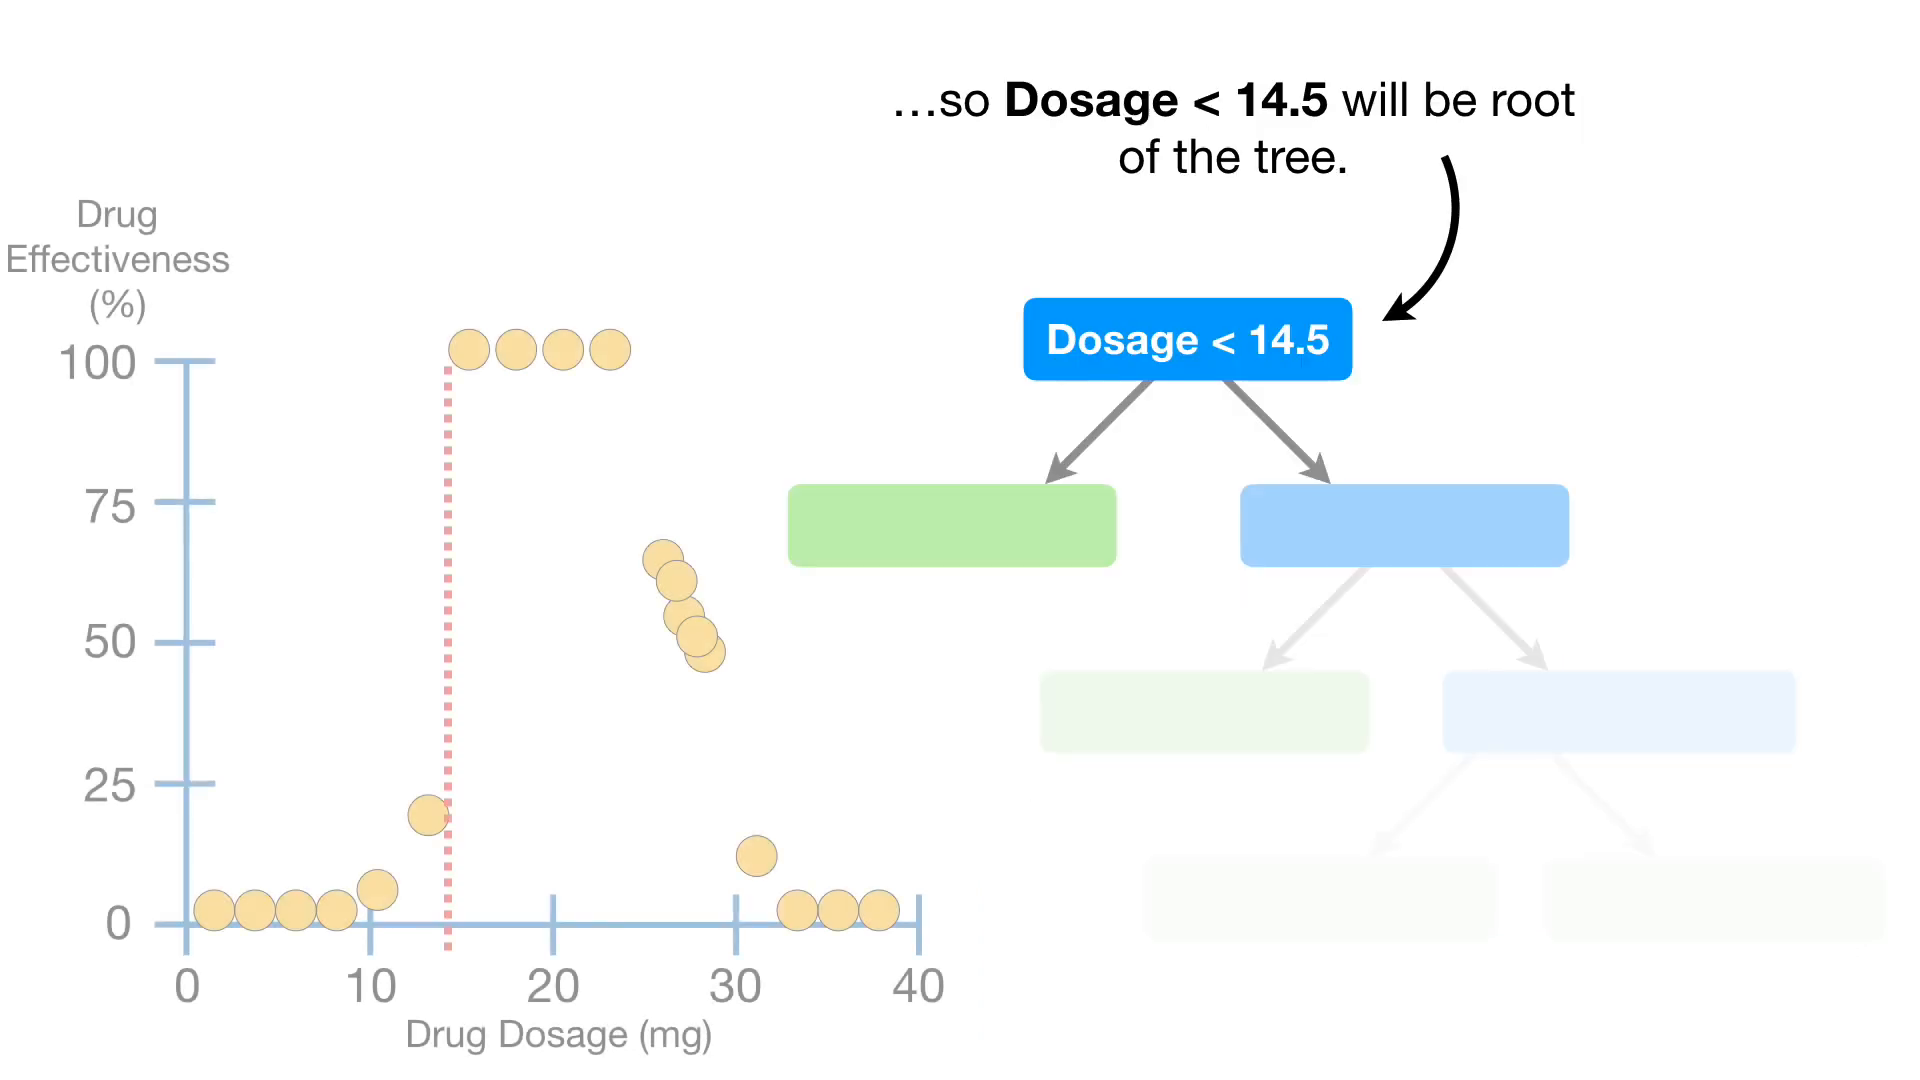 …so Dosage < 14.5 will be root
of the tree.
Drug
Effectiveness
(%)
100
75
50
25
0
0 10 20 30 40
Drug Dosage (mg)
Dosage < 14.5